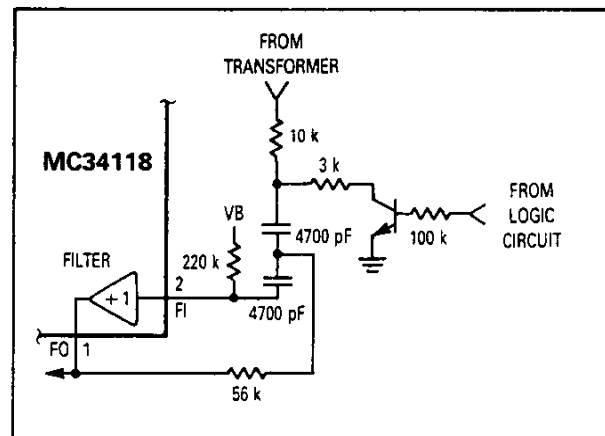 FROM
TRANSFORMER
10 k
MC34118
3 k
VB
4700 pF
100 k
FROM
LOGIC
CIRCUIT
FILTER
220 k
+1
2
FI
4700 pF
FO
1
56 k